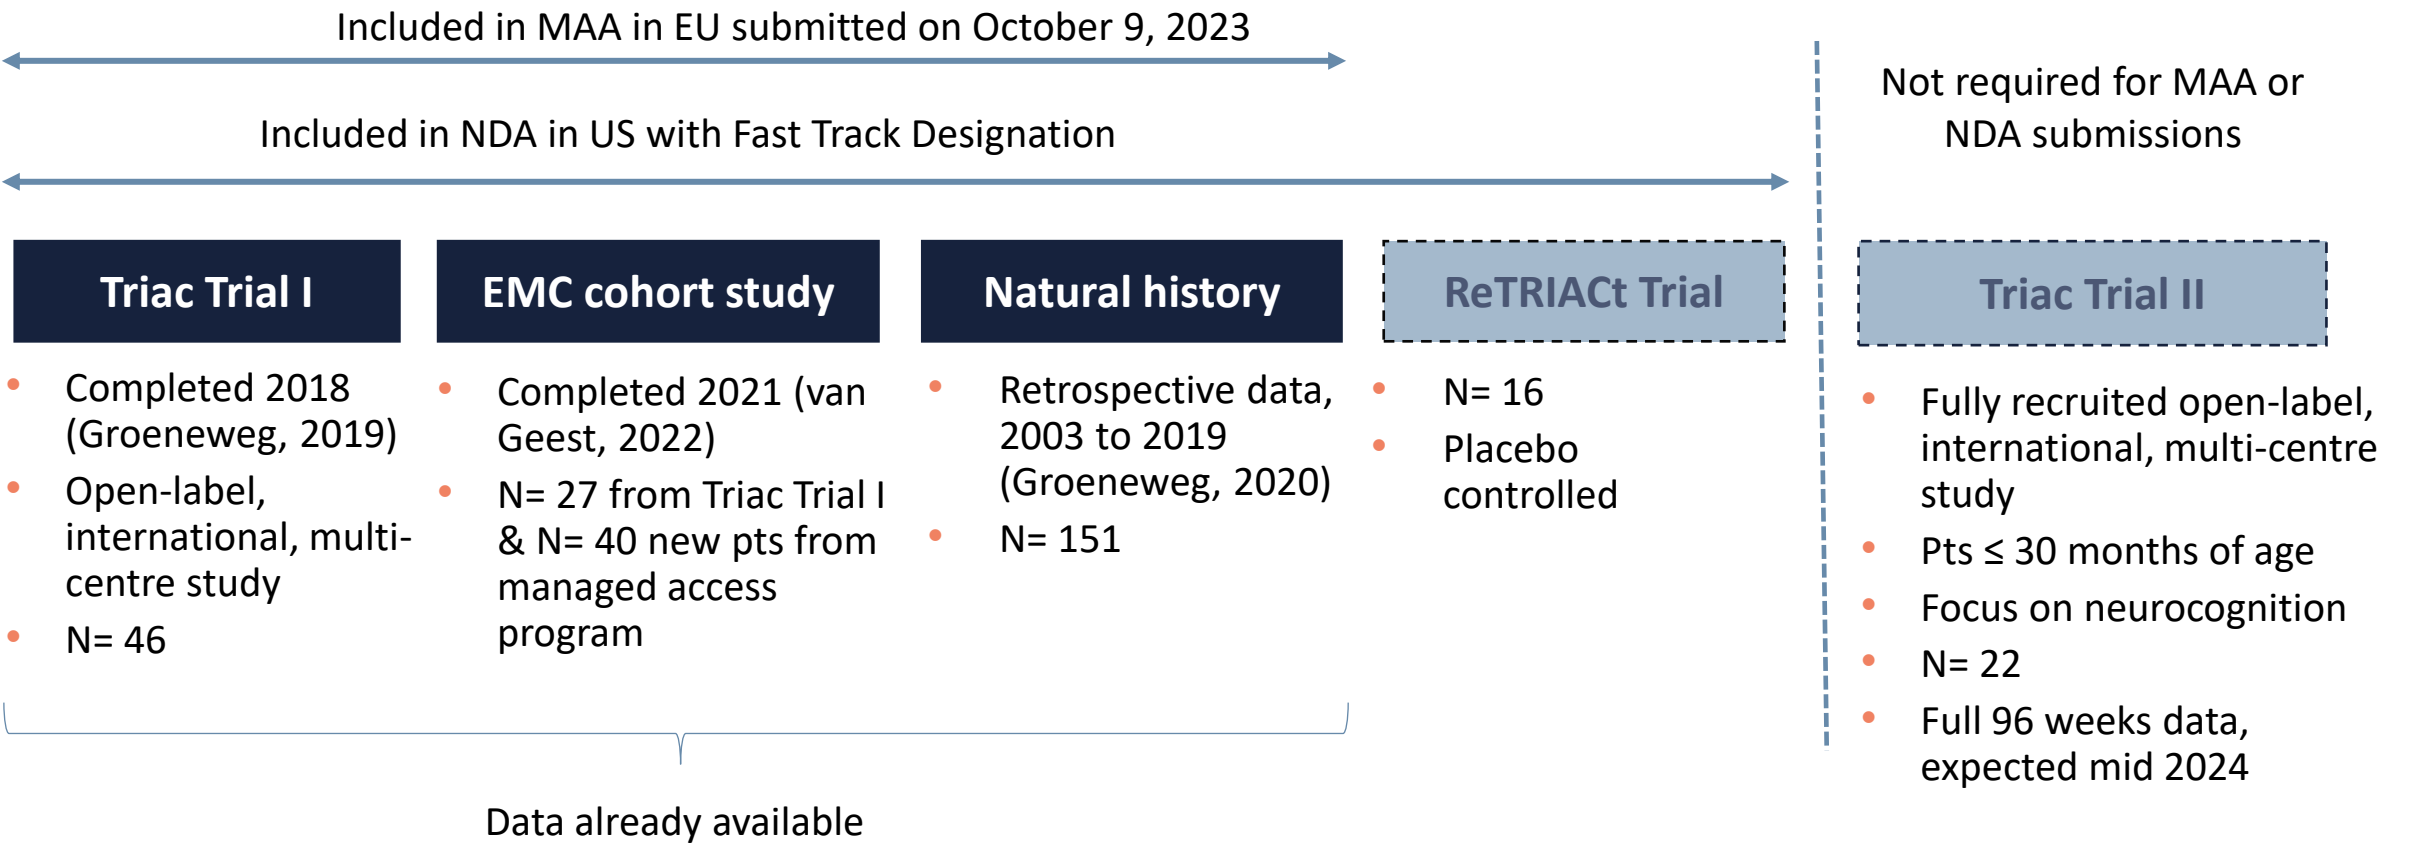 Included in MAA in EU submitted on October 9, 2023
Included in NDA in US with Fast Track Designation
Not required for MAA or
NDA submissions
Triac Trial I
• Completed 2018
(Groeneweg, 2019)
• Open-label,
international, multi-
centre study
• N= 46
EMC cohort study
• Completed 2021 (van
Geest, 2022)
• N= 27 from Triac Trial I
& N= 40 new pts from
managed access
program
Natural history
• Retrospective data,
2003 to 2019
(Groeneweg, 2020)
• N= 151
Data already available
ReTRIACt Trial
• N= 16
• Placebo
controlled
Triac Trial II
• Fully recruited open-label,
international, multi-centre
study
• Pts ≤ 30 months of age
• Focus on neurocognition
• N= 22
• Full 96 weeks data,
expected mid 2024